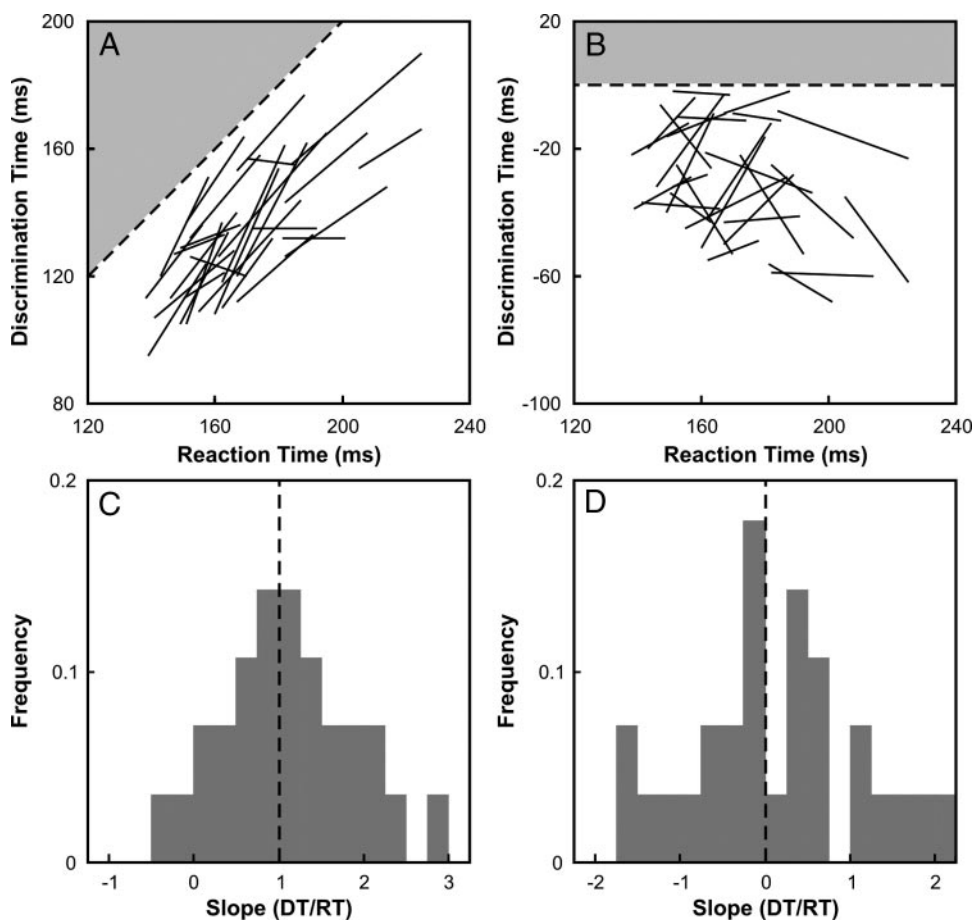 A
B
200
160
120
80
Discrimination Time (ms)
120
160
200
240
Reaction Time (ms)
20
-20
-60
-100
Discrimination Time (ms)
120
160
200
240
Reaction Time (ms)
C
D
0.2
0.1
0
Frequency
-1
0
1
2
3
Slope (DT/RT)
0.2
0.1
0
Frequency
-2
-1
0
1
2
Slope (DT/RT)